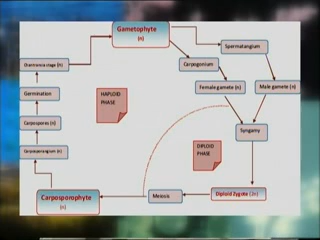 Gametophyte
(n)
Spermatangium
Carpogonium
Chantransia stage (n)
Female gamete (n)
Male gamete (n)
Germination
HAPLOID
PHASE
Carpospores (n)
Syngamy
DIPLOID
PHASE
Carposporangium (n)
Carposporophyte
(n)
Meiosis
Diploid Zygote (2n)